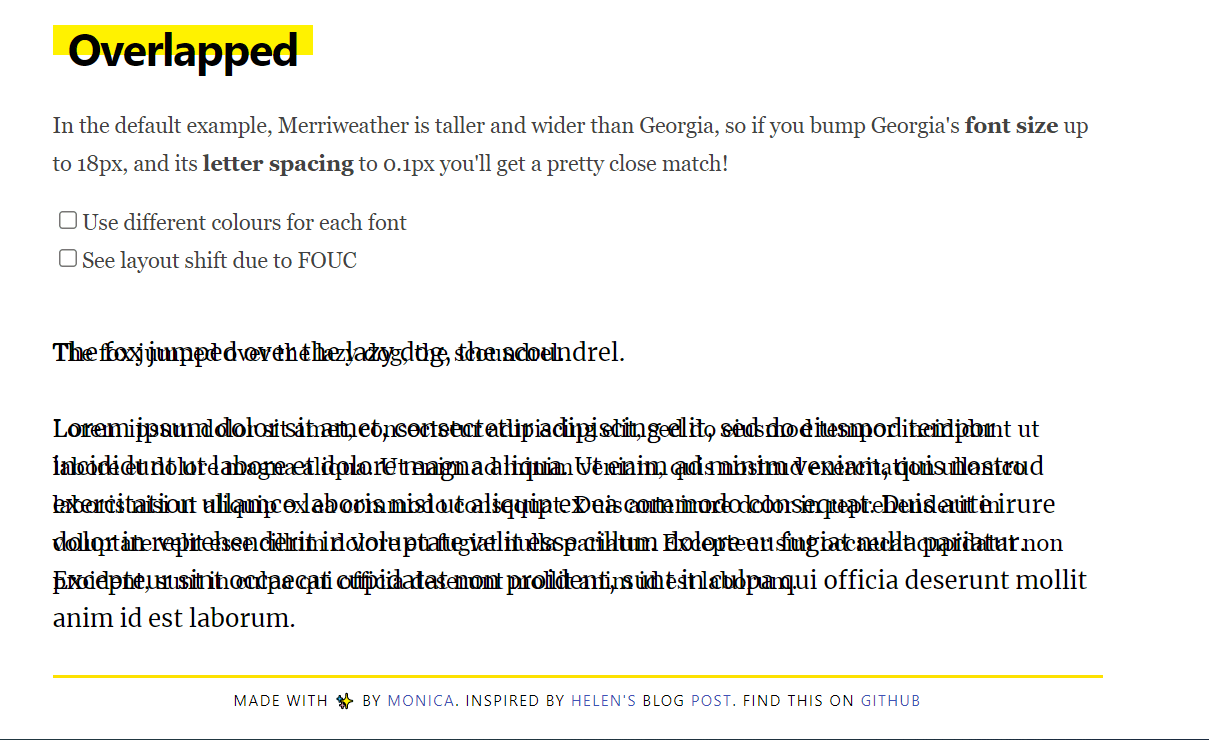 Overlapped
In the default example, Merriweather is taller and wider than Georgia, so if you bump Georgia's font size up
to 18px, and its letter spacing to 0.1px you'll get a pretty close match!
Use different colours for each font
See layout shift due to FOUC
The fox jumped over the lazy dog, the scoundrel.
Lorem ipsum dolor sit amet, consectetur adipiscing elit, sed do eiusmod tempor
incididunt ut labore et dolore magna aliqua. Ut enim ad minim veniam, quis nostrud
exercitation ullamco laboris nisi ut aliquip ex ea commodo consequat. Duis aute irure
dolor in reprehenderit in voluptate velit esse cillum dolore eu fugiat nulla pariatur.
Excepteur sint occaecat cupidatat non proident, sunt in culpa qui officia deserunt mollit
anim id est laborum.
MADE WITH ✨ BY MONICA. INSPIRED BY HELEN'S BLOG POST. FIND THIS ON GITHUB